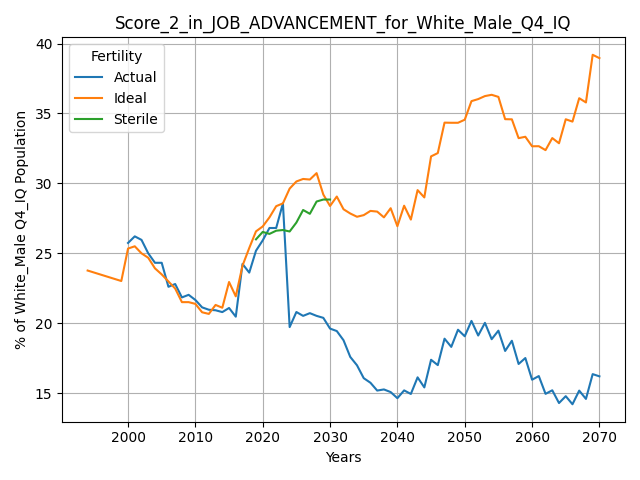 Score_2_in_JOB_ADVANCEMENT_for_White_Male_Q4_IQ
Fertility
Actual
Ideal
Sterile
% of White_Male Q4_IQ Population
40
35
30
25
20
15
2000 2010 2020 2030 2040 2050 2060 2070
Years